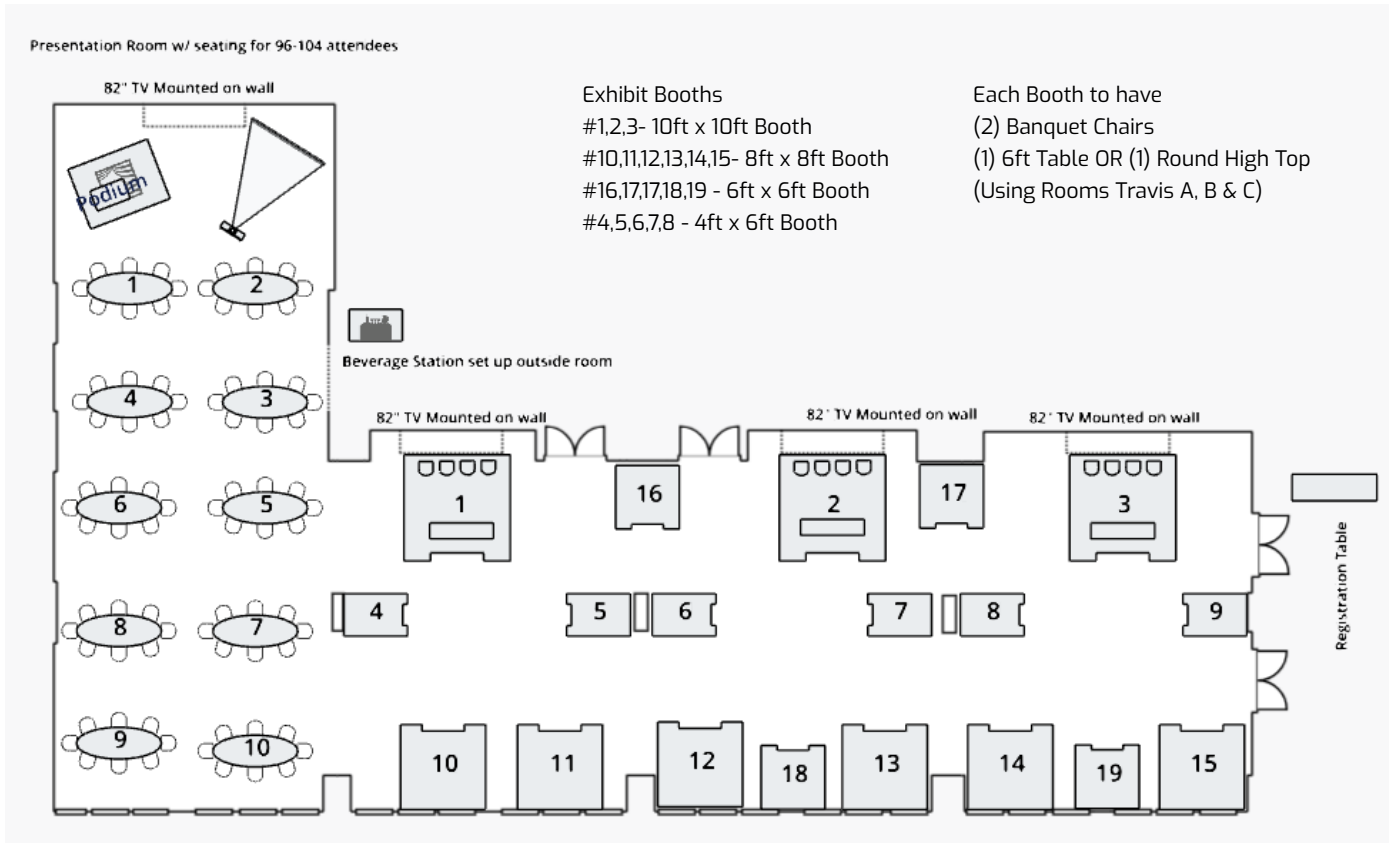 Presentation Room w/ seating for 96-104 attendees
82" TV Mounted on wall
Exhibit Booths
#1,2,3- 10ft x 10ft Booth
#10,11,12,13,14,15- 8ft x 8ft Booth
#16,17,17,18,19 - 6ft x 6ft Booth
#4,5,6,7,8 - 4ft x 6ft Booth
Each Booth to have
(2) Banquet Chairs
(1) 6ft Table OR (1) Round High Top
(Using Rooms Travis A, B & C)
Podium
1
2
Beverage Station set up outside room
4
3
82" TV Mounted on wall
82" TV Mounted on wall
82" TV Mounted on wall
6
5
1
16
2
17
3
Registration Table
8
7
4
5
6
7
8
9
9
10
10
11
12
18
13
14
19
15